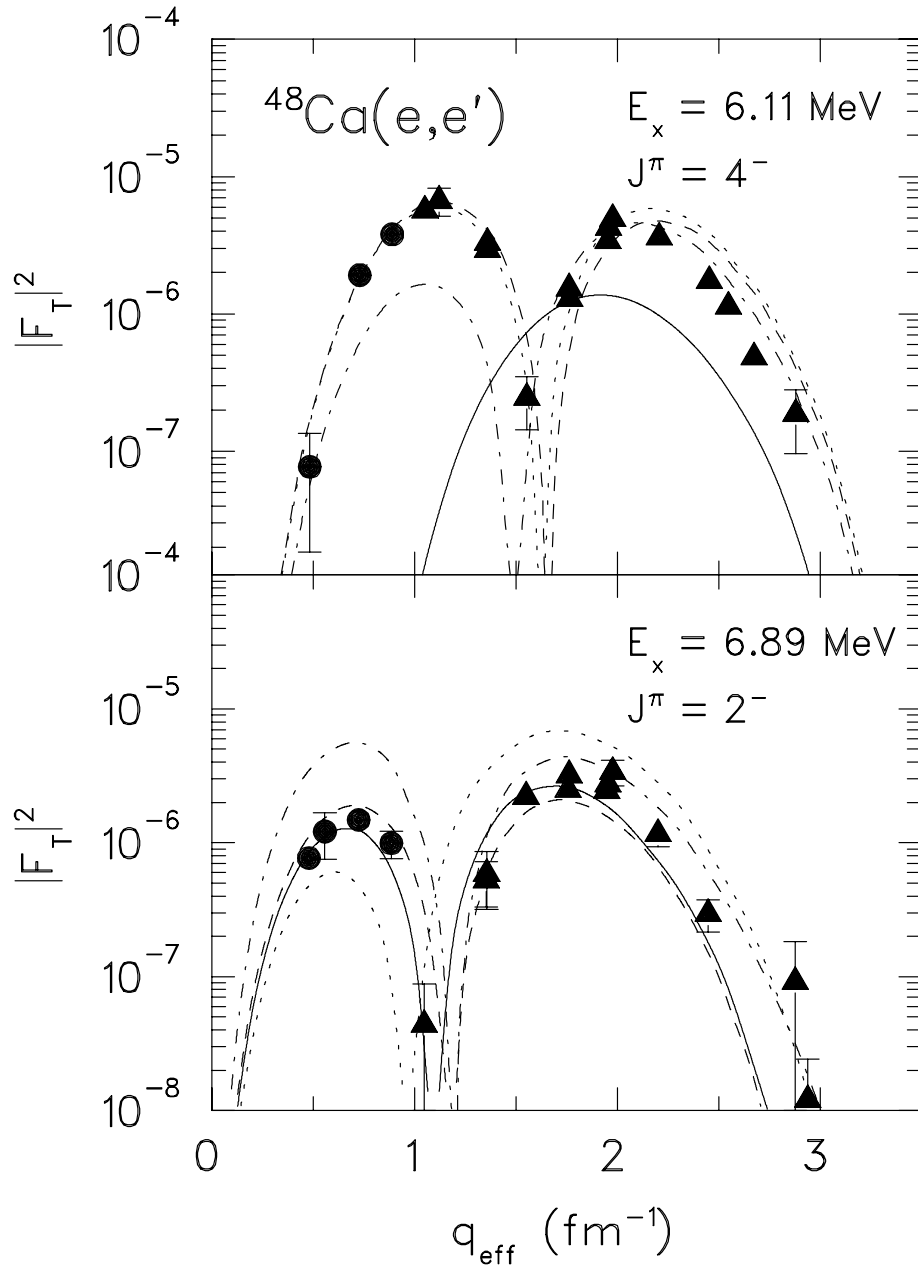 10⁻⁴
⁴⁸Ca(e,e′)
Eₓ = 6.11 MeV
J^π = 4⁻
10⁻⁵
10⁻⁶
10⁻⁷
|F_T|²
10⁻⁴
Eₓ = 6.89 MeV
J^π = 2⁻
10⁻⁵
10⁻⁶
10⁻⁷
10⁻⁸
|F_T|²
0 1 2 3
q_eff (fm⁻¹)